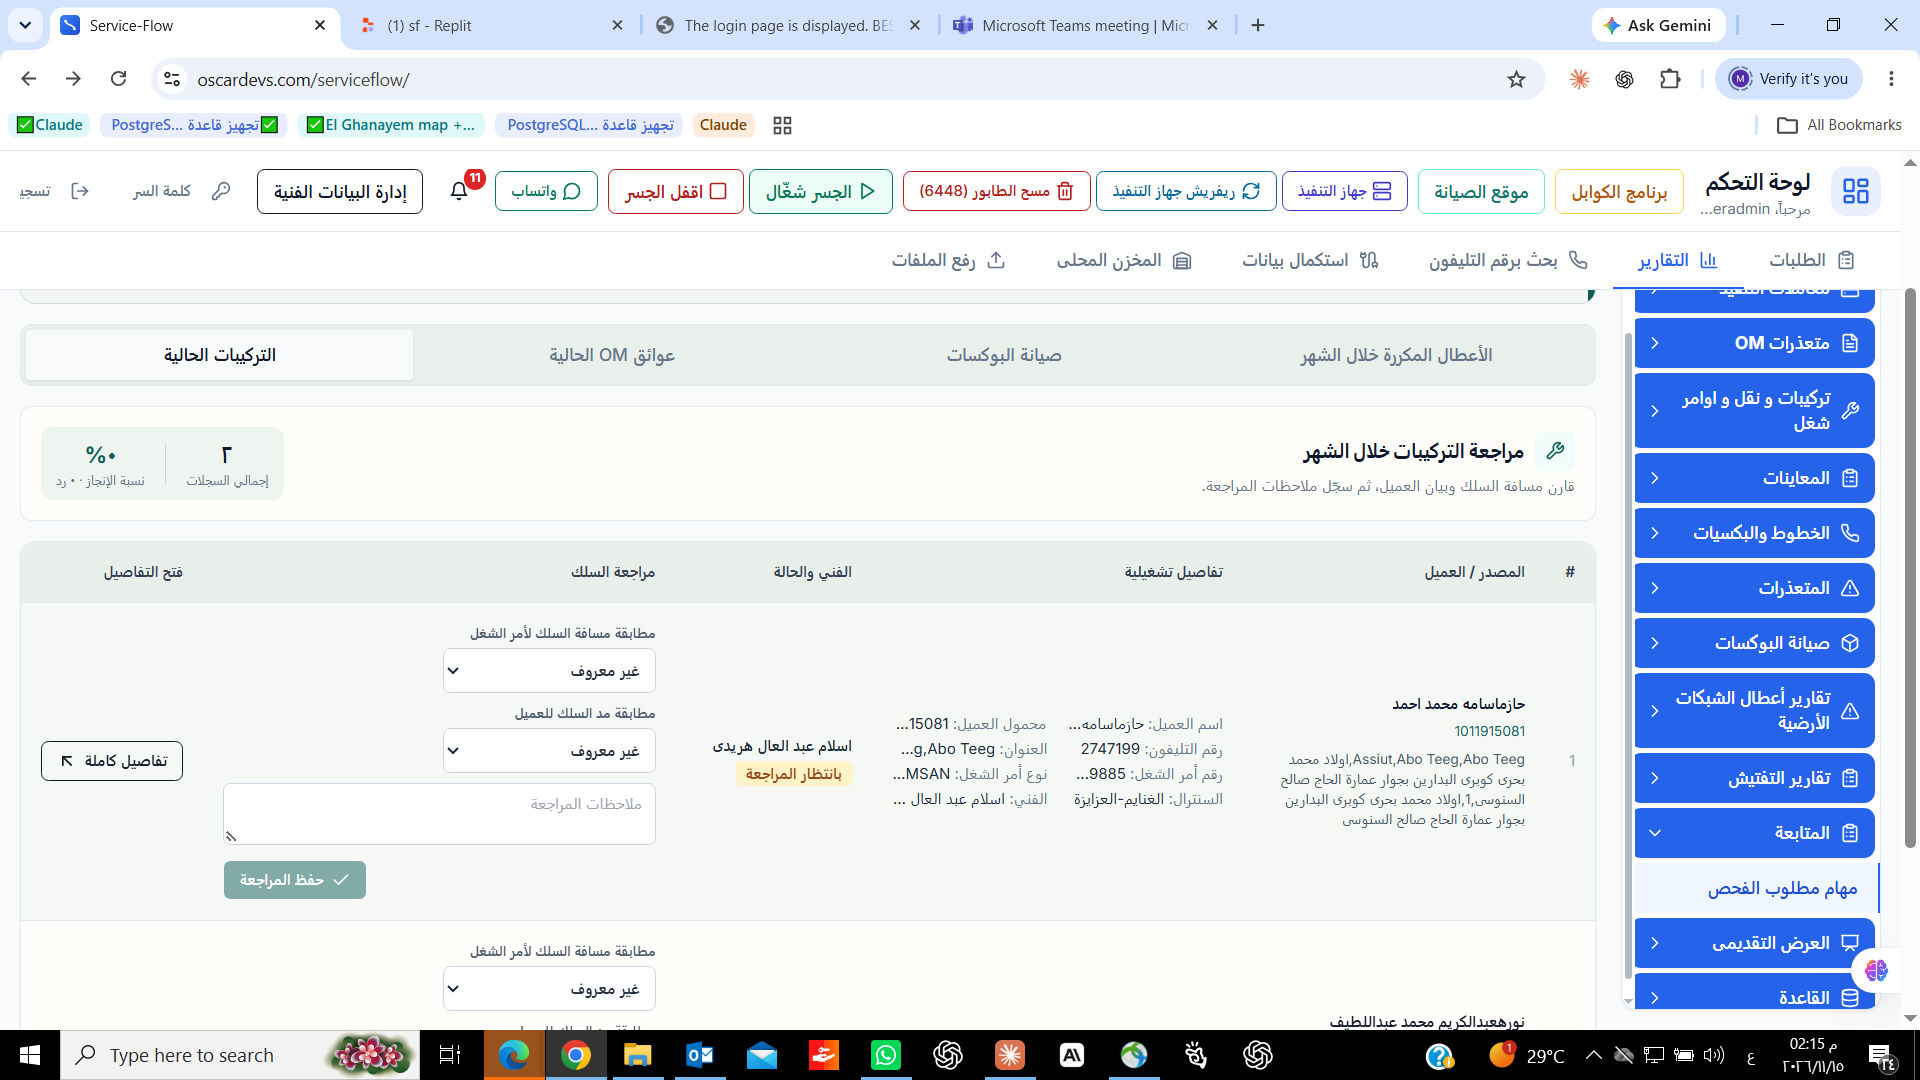 Service-Flow
(1) sf - Replit
The login page is displayed. BES
Microsoft Teams meeting | Micr
Ask Gemini
oscardevs.com/serviceflow/
Verify it's you
Claude
PostgreS... تجهيز قاعدة
El Ghanayem map +...
PostgreSQL... تجهيز قاعدة
Claude
All Bookmarks
لوحة التحكم
مرحباً، eradmin...
برنامج الكوابل
موقع الصيانة
جهاز التنفيذ
ريفريش جهاز التنفيذ
مسح الطابور (6448)
الجسر شغّال
اقفل الجسر
واتساب
11
إدارة البيانات الفنية
كلمة السر
تسجي
الطلبات
التقارير
بحث برقم التليفون
استكمال بيانات
المخزن المحلى
رفع الملفات
متعذرات OM
تركيبات و نقل و اوامر شغل
المعاينات
الخطوط والبكسيات
المتعذرات
صيانة البوكسات
تقارير أعطال الشبكات الأرضية
تقارير التفتيش
المتابعة
مهام مطلوب الفحص
العرض التقديمى
القاعدة
الأعطال المكررة خلال الشهر
صيانة البوكسات
عوائق OM الحالية
التركيبات الحالية
مراجعة التركيبات خلال الشهر
قارن مسافة السلك وبيان العميل، ثم سجّل ملاحظات المراجعة.
٢
إجمالي السجلات
٠%
نسبة الإنجاز · ٠ رد
#
المصدر / العميل
تفاصيل تشغيلية
الفني والحالة
مراجعة السلك
فتح التفاصيل
1
حازماسامه محمد احمد
1011915081
Assiut,Abo Teeg,Abo Teeg,اولاد محمد
بحرى كوبرى البدارين بجوار عمارة الحاج صالح
السنوسى,1,اولاد محمد بحرى كوبرى البدارين
بجوار عمارة الحاج صالح السنوسى
اسم العميل: حازماسامه...
محمول العميل: 15081...
رقم التليفون: 2747199
العنوان: g,Abo Teeg...
رقم أمر الشغل: 9885...
نوع أمر الشغل: MSAN...
السنترال: الغنايم-العزايزة
الفني: اسلام عبد العال ...
اسلام عبد العال هريدى
بانتظار المراجعة
مطابقة مسافة السلك لأمر الشغل
غير معروف
مطابقة مد السلك للعميل
غير معروف
ملاحظات المراجعة
حفظ المراجعة
تفاصيل كاملة
مطابقة مسافة السلك لأمر الشغل
غير معروف
نورهعبدالكريم محمد عبداللطيف
Type here to search
1
29°C
ع
02:15 م
٢٠٢٦/١١/١٥
٢٤